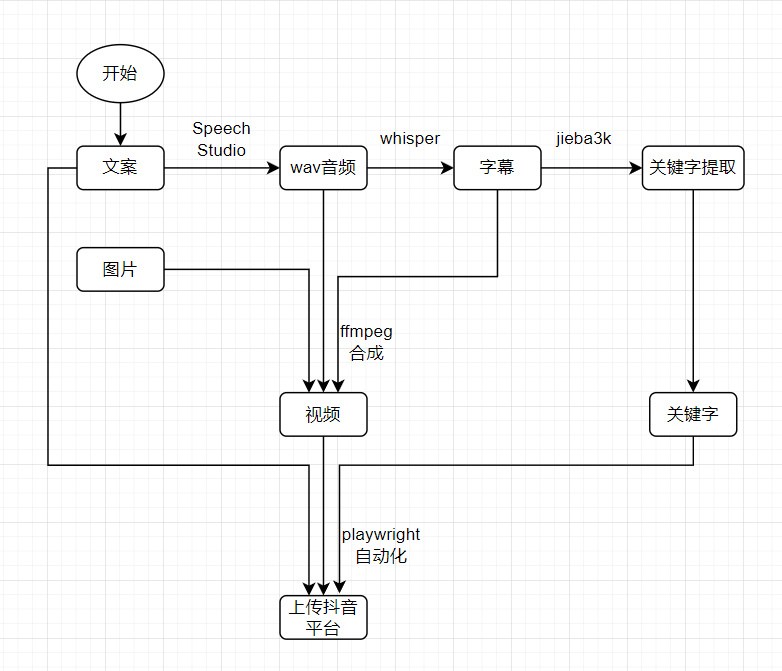 开始
Speech
Studio
whisper
jieba3k
文案
wav音频
字幕
关键字提取
图片
ffmpeg
合成
视频
关键字
playwright
自动化
上传抖音
平台